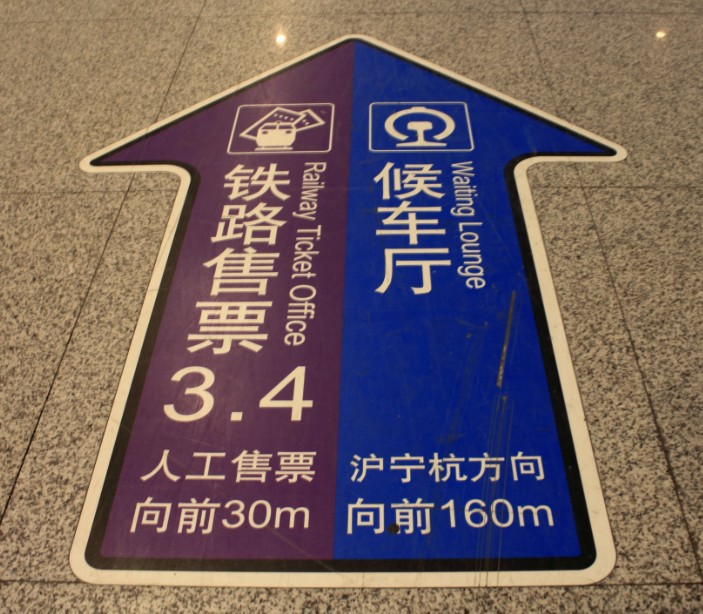 铁路售票
Railway Ticket Office
3.4
人工售票
向前30m
候车厅
Waiting Lounge
沪宁杭方向
向前160m